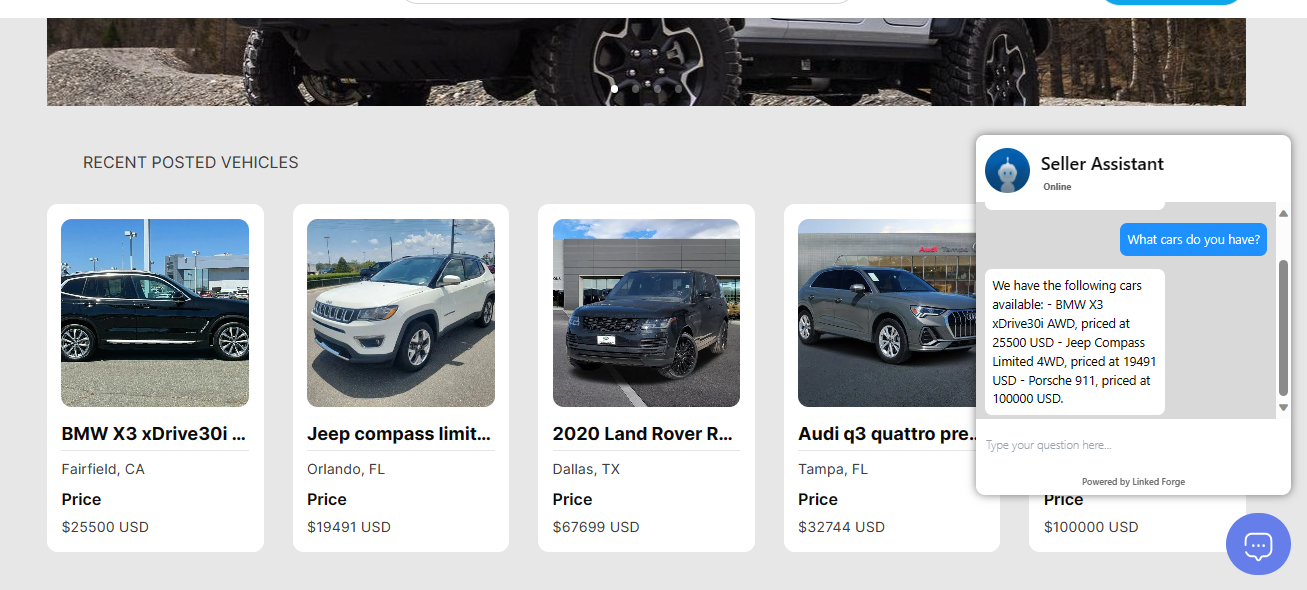 RECENT POSTED VEHICLES
BMW X3 xDrive30i ...
Fairfield, CA
Price
$25500 USD
Jeep compass limit...
Orlando, FL
Price
$19491 USD
2020 Land Rover R...
Dallas, TX
Price
$67699 USD
Audi
Audi q3 quattro pre...
Tampa, FL
Price
$32744 USD
Price
$100000 USD
Seller Assistant
Online
What cars do you have?
We have the following cars
available: - BMW X3
xDrive30i AWD, priced at
25500 USD - Jeep Compass
Limited 4WD, priced at 19491
USD - Porsche 911, priced at
100000 USD.
Type your question here...
Powered by Linked Forge